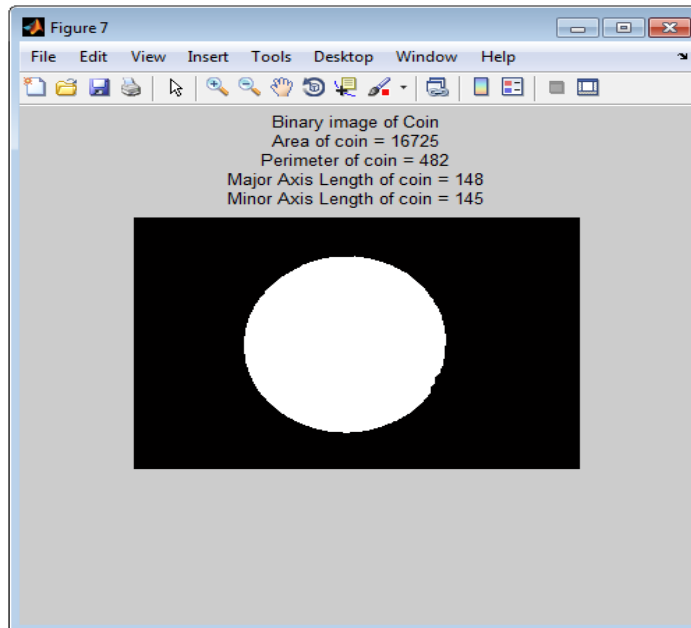 Figure 7
File Edit View Insert Tools Desktop Window Help
Binary image of Coin
Area of coin = 16725
Perimeter of coin = 482
Major Axis Length of coin = 148
Minor Axis Length of coin = 145